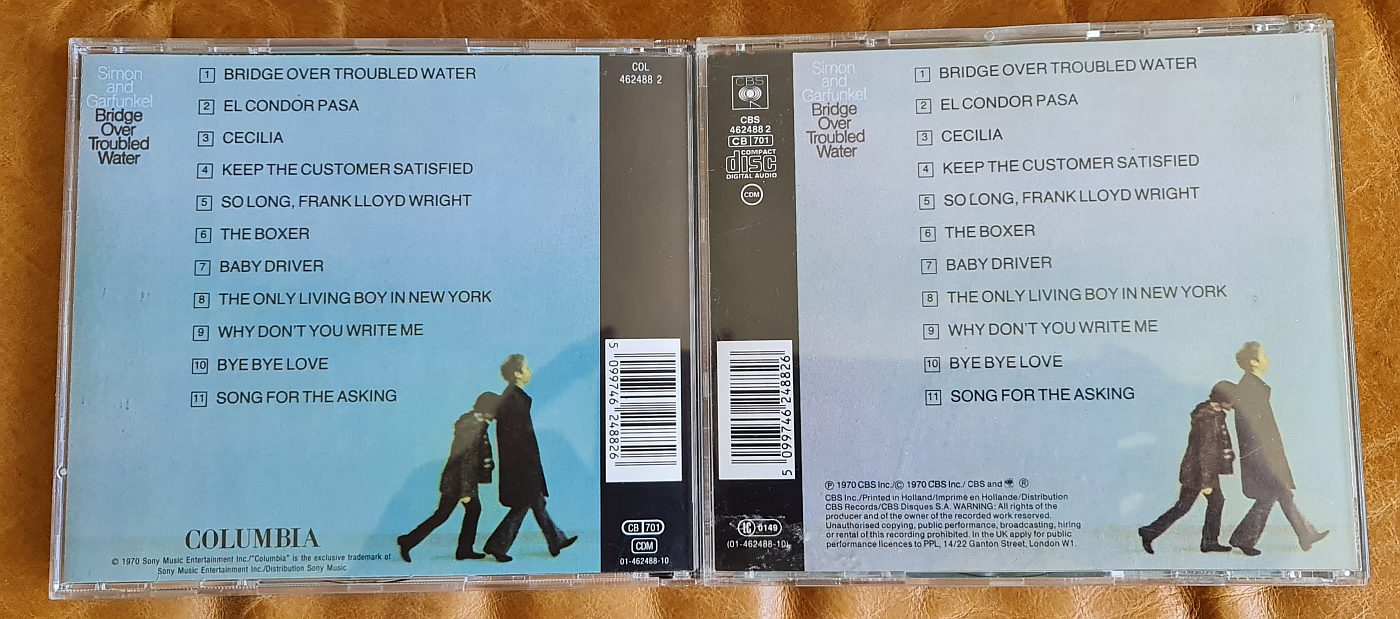 Simon
and
Garfunkel
Bridge
Over
Troubled
Water
1 BRIDGE OVER TROUBLED WATER
2 EL CONDOR PASA
3 CECILIA
4 KEEP THE CUSTOMER SATISFIED
5 SO LONG, FRANK LLOYD WRIGHT
6 THE BOXER
7 BABY DRIVER
8 THE ONLY LIVING BOY IN NEW YORK
9 WHY DON'T YOU WRITE ME
10 BYE BYE LOVE
11 SONG FOR THE ASKING
COLUMBIA
© 1970 Sony Music Entertainment Inc./"Columbia" is the exclusive trademark of
Sony Music Entertainment Inc./Distribution Sony Music
COL
462488 2
5 099746 248826
CB 701
CDM
01-462488-10
CBS
CBS
462488 2
CB 701
COMPACT
disc
DIGITAL AUDIO
CDM
5 099746 248826
LC 0149
(01-462488-10)
Simon
and
Garfunkel
Bridge
Over
Troubled
Water
1 BRIDGE OVER TROUBLED WATER
2 EL CONDOR PASA
3 CECILIA
4 KEEP THE CUSTOMER SATISFIED
5 SO LONG, FRANK LLOYD WRIGHT
6 THE BOXER
7 BABY DRIVER
8 THE ONLY LIVING BOY IN NEW YORK
9 WHY DON'T YOU WRITE ME
10 BYE BYE LOVE
11 SONG FOR THE ASKING
℗ 1970 CBS Inc./© 1970 CBS Inc./ CBS and ®
CBS Inc./Printed in Holland/Imprimé en Hollande/Distribution
CBS Records/CBS Disques S.A. WARNING: All rights of the
producer and of the owner of the recorded work reserved.
Unauthorised copying, public performance, broadcasting, hiring
or rental of this recording prohibited. In the UK apply for public
performance licences to PPL, 14/22 Ganton Street, London W1.